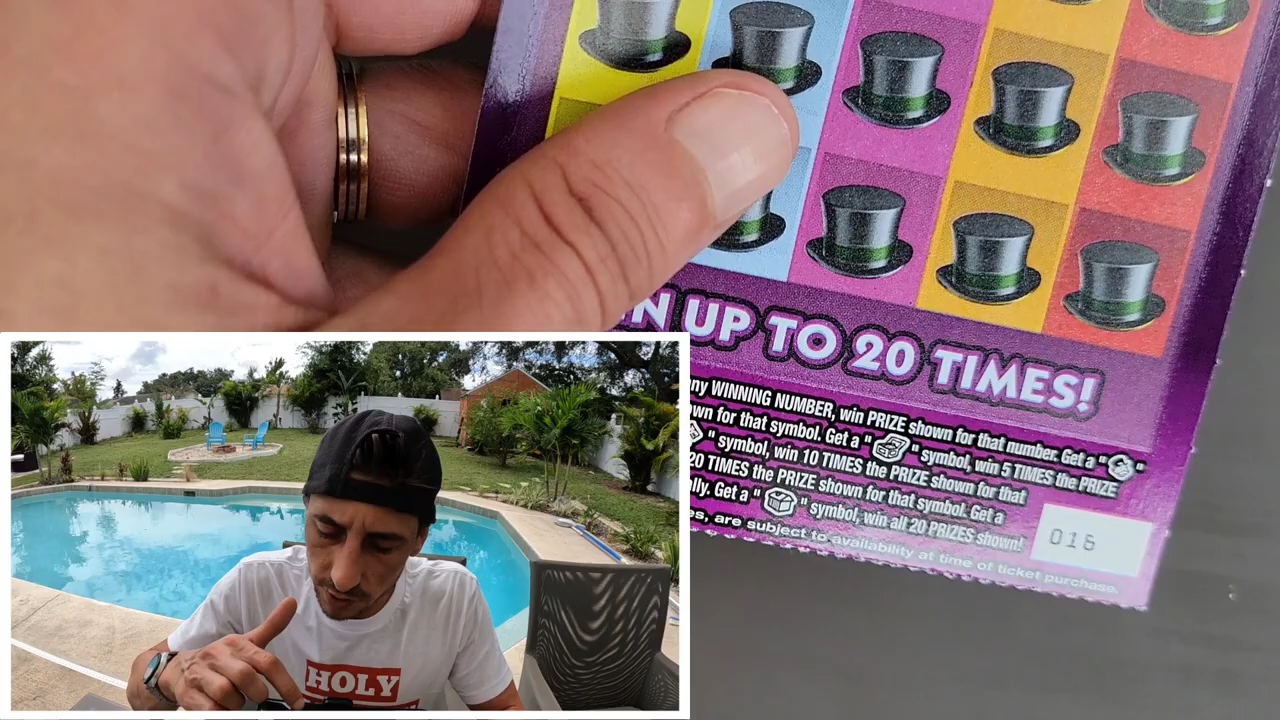 N UP TO 20 TIMES!
ny WINNING NUMBER, win PRIZE shown for that number. Get a " "
own for that symbol. Get a " " symbol, win 5 TIMES the PRIZE
" symbol, win 10 TIMES the PRIZE shown for that
20 TIMES the PRIZE shown for that symbol. Get a
lly. Get a " " symbol, win all 20 PRIZES shown!
es, are subject to availability at time of ticket purchase.
016
HOLY